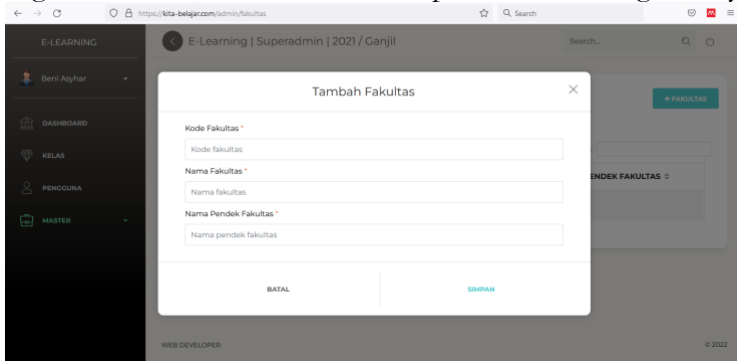 https://kita-belajar.com/admin/fakultas
Search
E-LEARNING
E-Learning | Superadmin | 2021 / Ganjil
Search...
Beni Asyhar
Tambah Fakultas
+ FAKULTAS
DASHBOARD
Kode Fakultas *
Kode fakultas
KELAS
Nama Fakultas *
ENDEK FAKULTAS
Nama fakultas
PENGGUNA
Nama Pendek Fakultas *
MASTER
Nama pendek fakultas
BATAL
SIMPAN
WEB DEVELOPER
© 2022